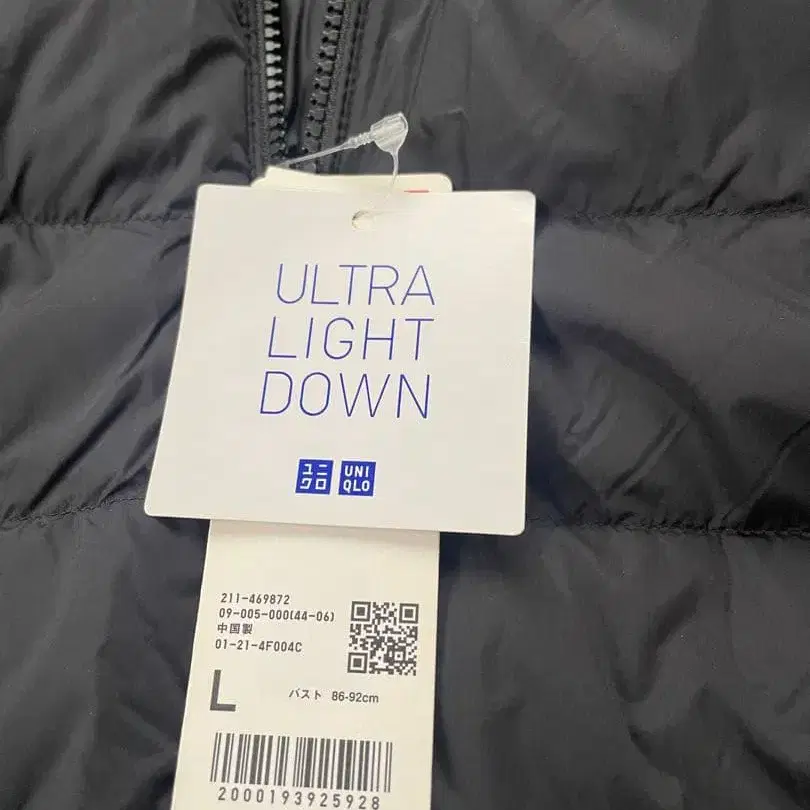 ULTRA
LIGHT
DOWN
ユニ
クロ
UNI
QLO
211-469872
09-005-000(44-06)
中国製
01-21-4F004C
L
バスト 86-92cm
2000193925928